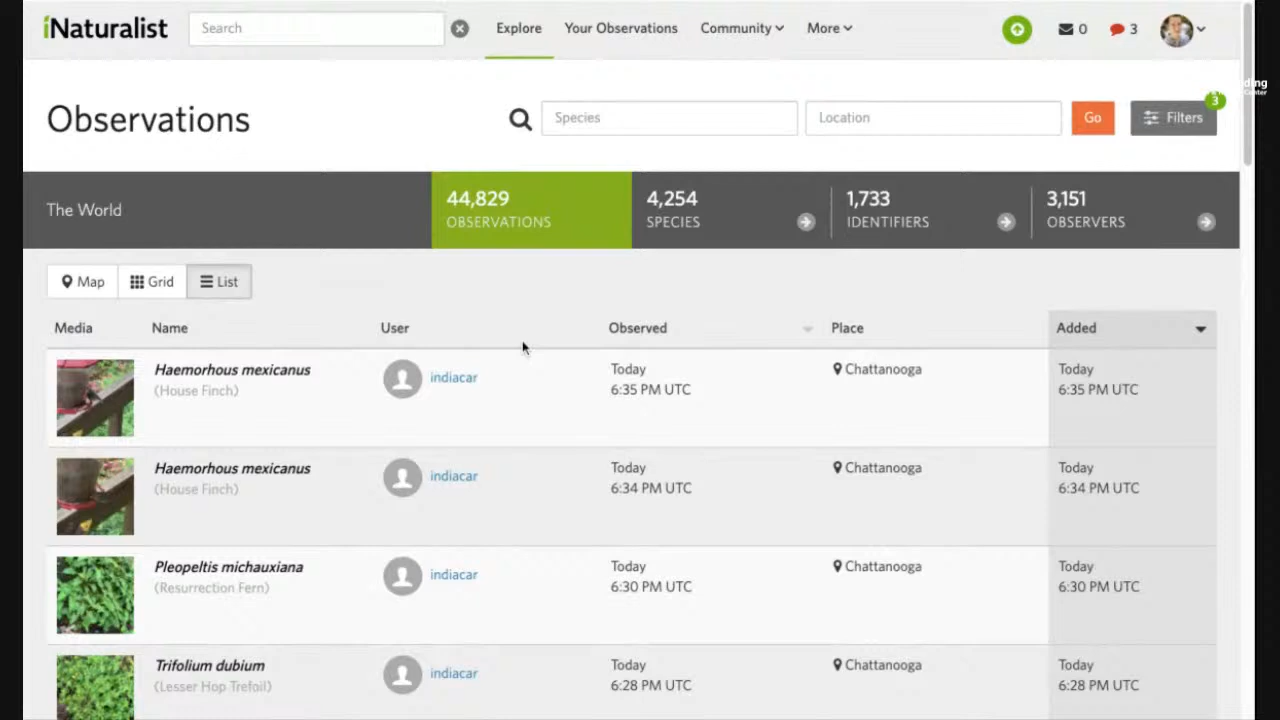 iNaturalist Search Explore Your Observations Community More 0 3
Observations Species Location Go Filters 3
The World
44,829 OBSERVATIONS
4,254 SPECIES
1,733 IDENTIFIERS
3,151 OBSERVERS
Map Grid List
Media Name User Observed Place Added
Haemorhous mexicanus indiacar Today Chattanooga Today
(House Finch) 6:35 PM UTC 6:35 PM UTC
Haemorhous mexicanus indiacar Today Chattanooga Today
(House Finch) 6:34 PM UTC 6:34 PM UTC
Pleopeltis michauxiana indiacar Today Chattanooga Today
(Resurrection Fern) 6:30 PM UTC 6:30 PM UTC
Trifolium dubium indiacar Today Chattanooga Today
(Lesser Hop Trefoil) 6:28 PM UTC 6:28 PM UTC